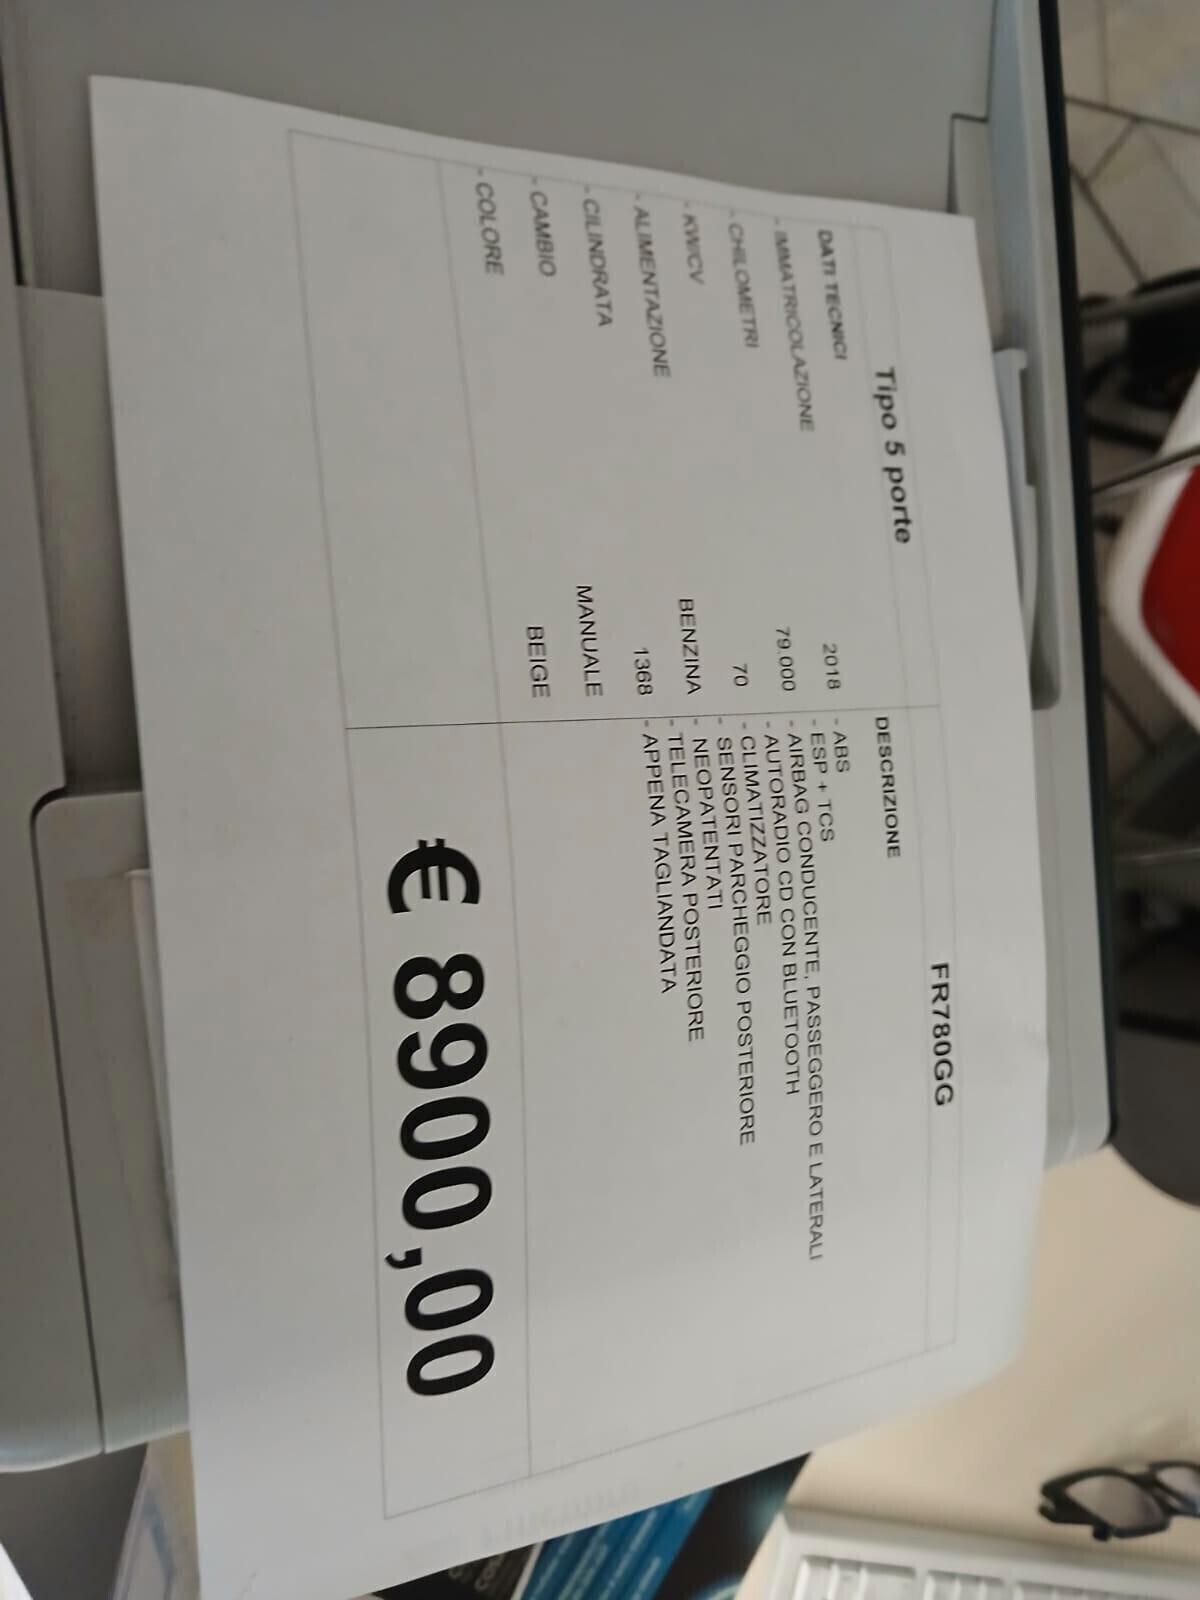 Tipo 5 porte
FR780GG
DATI TECNICI
- IMMATRICOLAZIONE 2018
- CHILOMETRI 79.000
- KW/CV 70
- ALIMENTAZIONE BENZINA
- CILINDRATA 1368
- CAMBIO MANUALE
- COLORE BEIGE
DESCRIZIONE
- ABS
- ESP + TCS
- AIRBAG CONDUCENTE, PASSEGGERO E LATERALI
- AUTORADIO CD CON BLUETOOTH
- CLIMATIZZATORE
- SENSORI PARCHEGGIO POSTERIORE
- NEOPATENTATI
- TELECAMERA POSTERIORE
- APPENA TAGLIANDATA
€ 8900,00